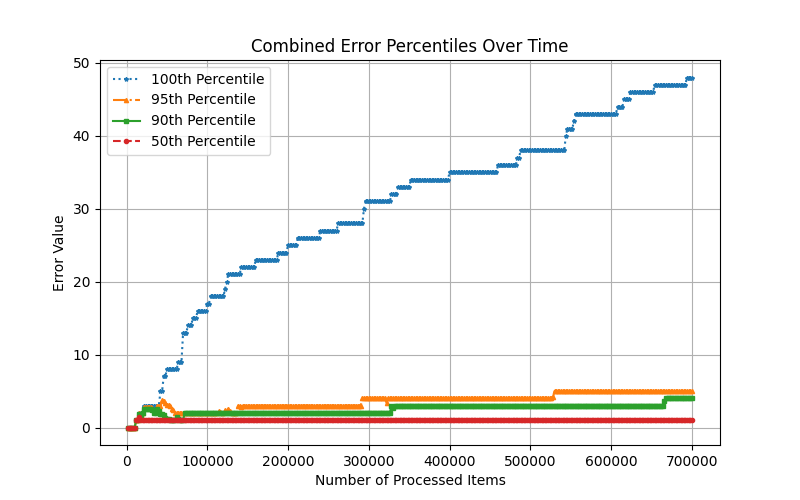 Combined Error Percentiles Over Time
100th Percentile
95th Percentile
90th Percentile
50th Percentile
Error Value
50
40
30
20
10
0
0 100000 200000 300000 400000 500000 600000 700000
Number of Processed Items